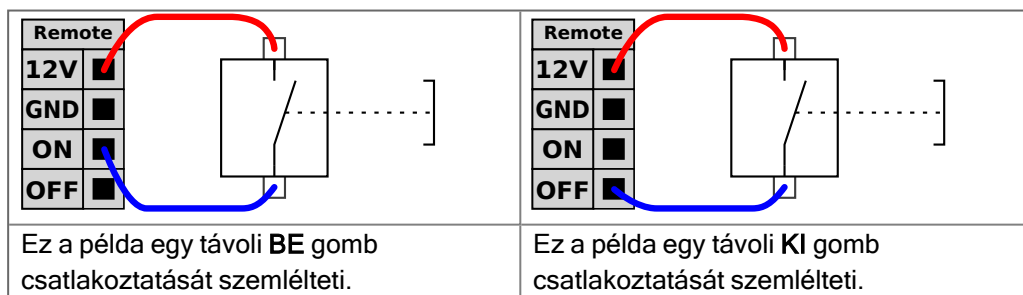 Remote
12V
GND
ON
OFF
Ez a példa egy távoli BE gomb
csatlakoztatását szemlélteti.
Remote
12V
GND
ON
OFF
Ez a példa egy távoli KI gomb
csatlakoztatását szemlélteti.